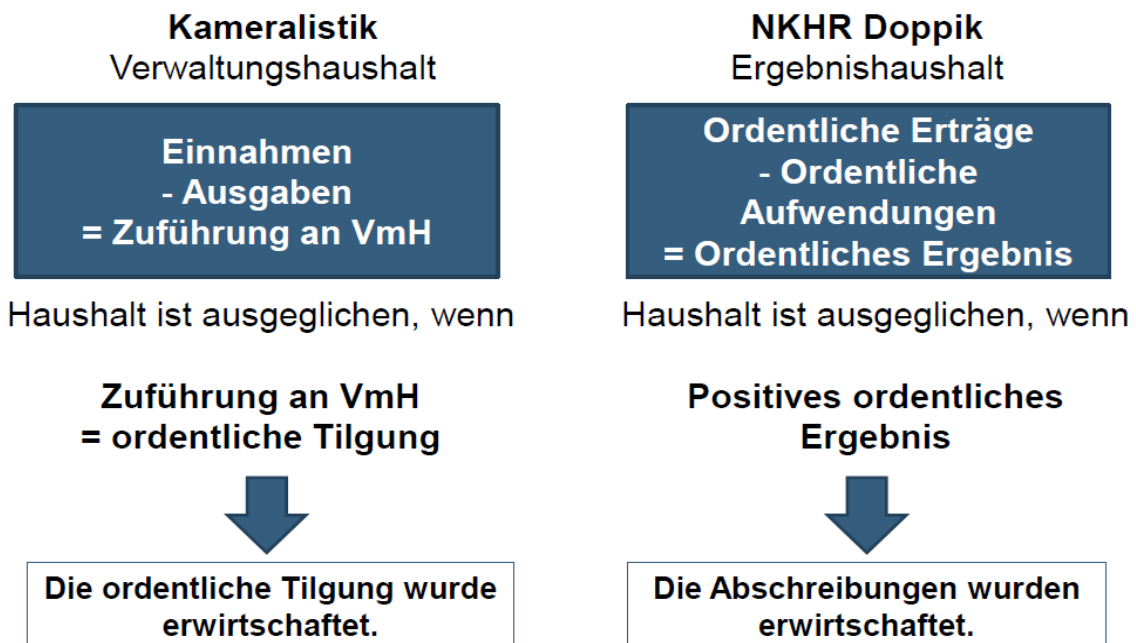 Kameralistik
Verwaltungshaushalt
Einnahmen
- Ausgaben
= Zuführung an VmH
Haushalt ist ausgeglichen, wenn
Zuführung an VmH
= ordentliche Tilgung
Die ordentliche Tilgung wurde
erwirtschaftet.
NKHR Doppik
Ergebnishaushalt
Ordentliche Erträge
- Ordentliche
Aufwendungen
= Ordentliches Ergebnis
Haushalt ist ausgeglichen, wenn
Positives ordentliches
Ergebnis
Die Abschreibungen wurden
erwirtschaftet.